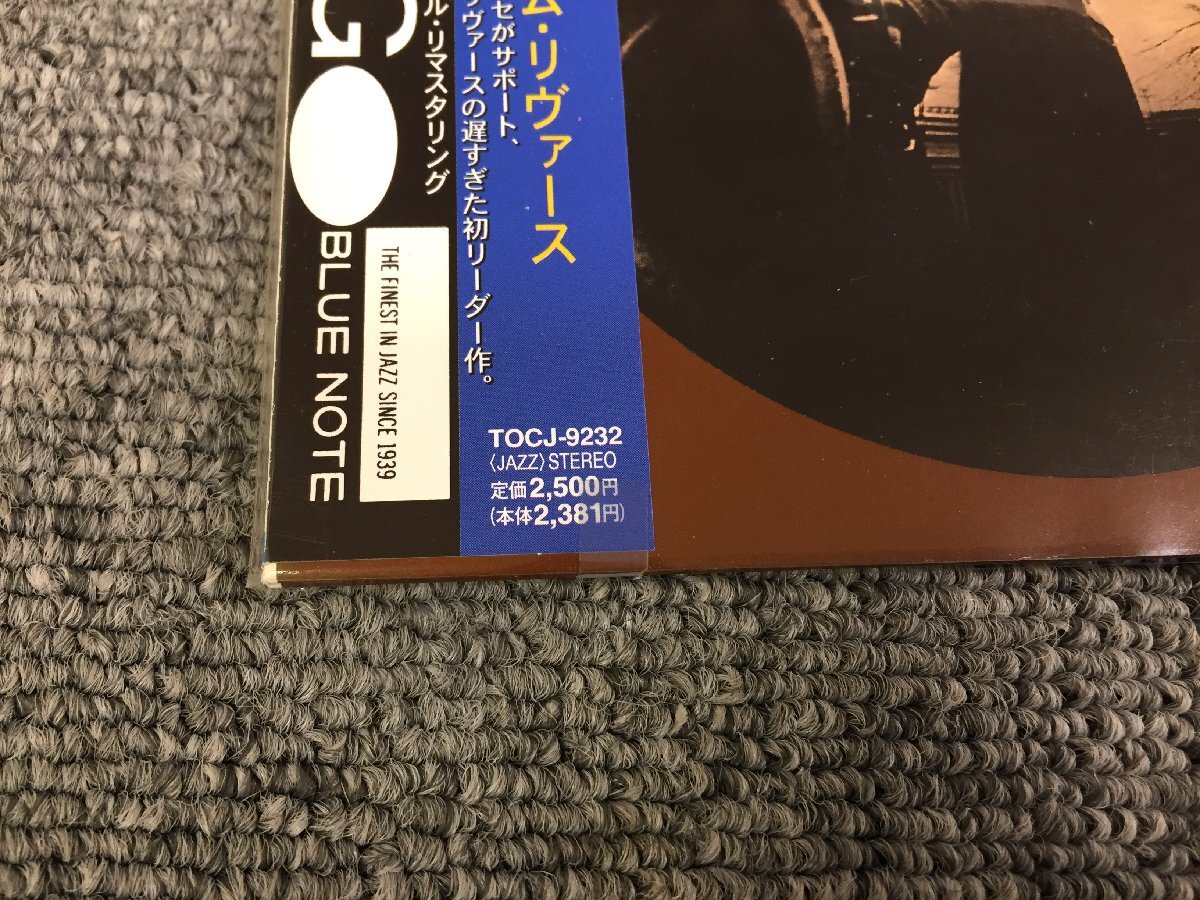 ム・リヴァース
セがサポート、
リヴァースの遅すぎた初リーダー作。
ル・リマスタリング
G
BLUE NOTE
THE FINEST IN JAZZ SINCE 1939
TOCJ-9232
〈JAZZ〉STEREO
定価2,500円
(本体2,381円)